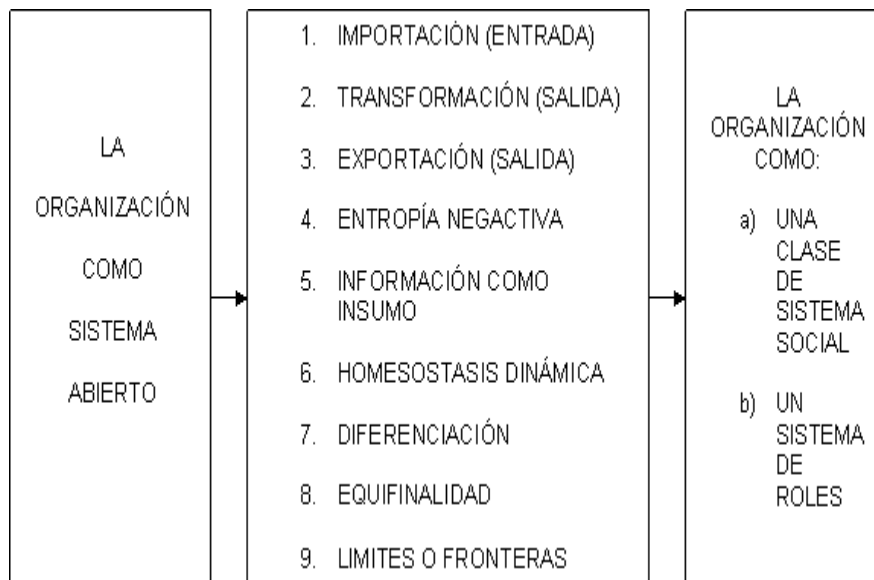 LA
ORGANIZACIÓN
COMO
SISTEMA
ABIERTO
1. IMPORTACIÓN (ENTRADA)
2. TRANSFORMACIÓN (SALIDA)
3. EXPORTACIÓN (SALIDA)
4. ENTROPÍA NEGACTIVA
5. INFORMACIÓN COMO
INSUMO
6. HOMESOSTASIS DINÁMICA
7. DIFERENCIACIÓN
8. EQUIFINALIDAD
9. LIMITES O FRONTERAS
LA
ORGANIZACIÓN
COMO:
a) UNA
CLASE
DE
SISTEMA
SOCIAL
b) UN
SISTEMA
DE
ROLES